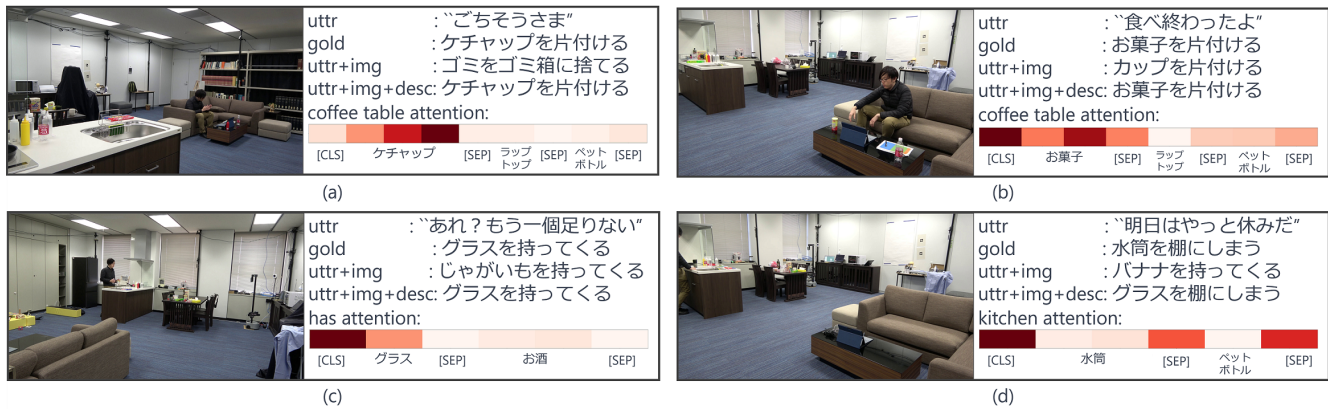 uttr : ``ごちそうさま”
gold : ケチャップを片付ける
uttr+img : ゴミをゴミ箱に捨てる
uttr+img+desc: ケチャップを片付ける
coffee table attention:
[CLS] ケチャップ [SEP] ラップトップ [SEP] ペットボトル [SEP]
(a)
uttr : ``食べ終わったよ”
gold : お菓子を片付ける
uttr+img : カップを片付ける
uttr+img+desc: お菓子を片付ける
coffee table attention:
[CLS] お菓子 [SEP] ラップトップ [SEP] ペットボトル [SEP]
(b)
uttr : ``あれ？もう一個足りない”
gold : グラスを持ってくる
uttr+img : じゃがいもを持ってくる
uttr+img+desc: グラスを持ってくる
has attention:
[CLS] グラス [SEP] お酒 [SEP]
(c)
uttr : ``明日はやっと休みだ”
gold : 水筒を棚にしまう
uttr+img : バナナを持ってくる
uttr+img+desc: グラスを棚にしまう
kitchen attention:
[CLS] 水筒 [SEP] ペットボトル [SEP]
(d)